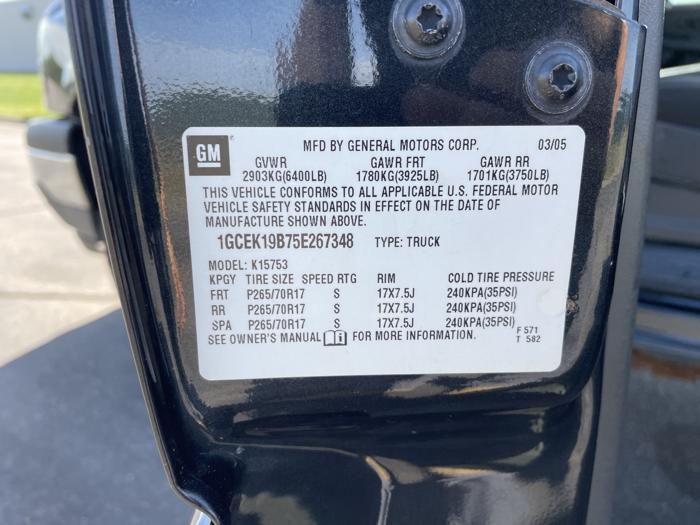 GM
MFD BY GENERAL MOTORS CORP. 03/05
GVWR GAWR FRT GAWR RR
2903KG(6400LB) 1780KG(3925LB) 1701KG(3750LB)
THIS VEHICLE CONFORMS TO ALL APPLICABLE U.S. FEDERAL MOTOR
VEHICLE SAFETY STANDARDS IN EFFECT ON THE DATE OF
MANUFACTURE SHOWN ABOVE.
1GCEK19B75E267348 TYPE: TRUCK
MODEL: K15753
KPGY TIRE SIZE SPEED RTG RIM COLD TIRE PRESSURE
FRT P265/70R17 S 17X7.5J 240KPA(35PSI)
RR P265/70R17 S 17X7.5J 240KPA(35PSI)
SPA P265/70R17 S 17X7.5J 240KPA(35PSI)
SEE OWNER'S MANUAL i FOR MORE INFORMATION. F 571
T 582